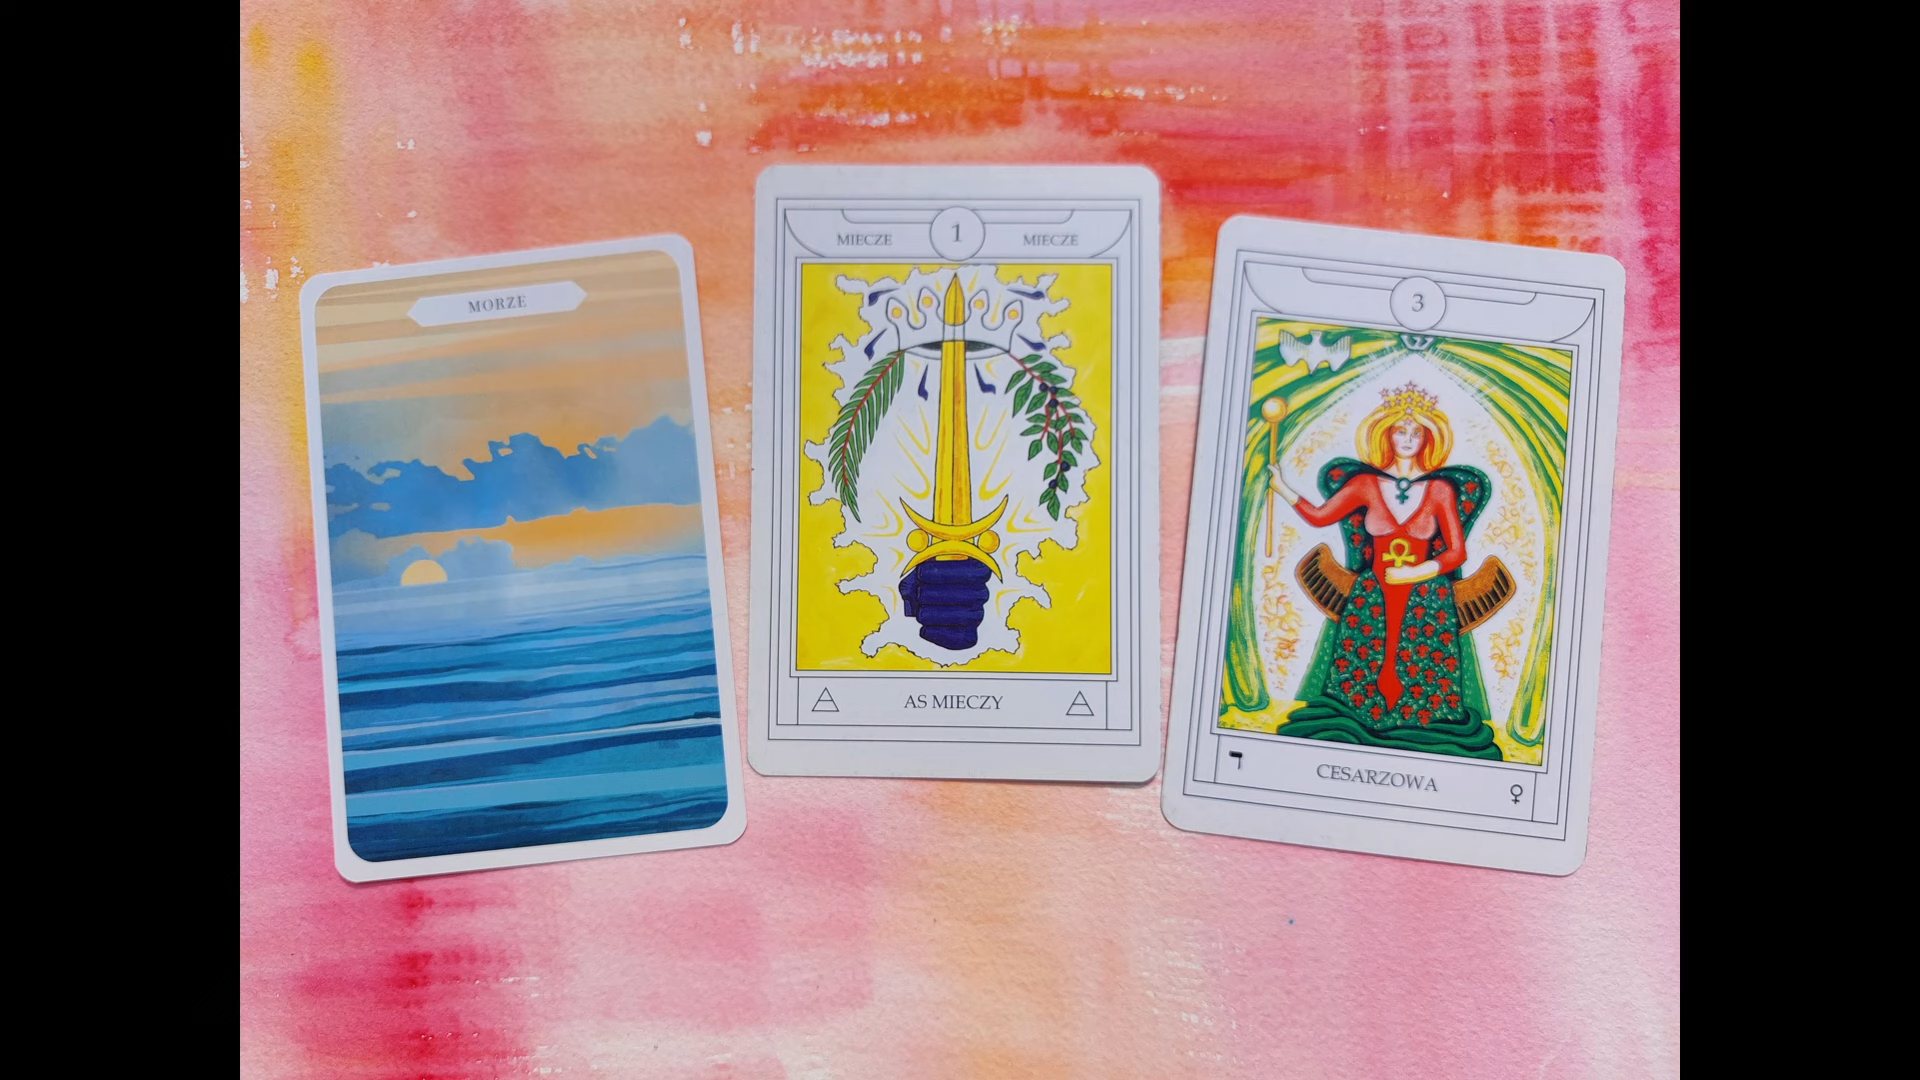 MORZE
MIECZE 1 MIECZE
AS MIECZY
3
ד CESARZOWA ♀